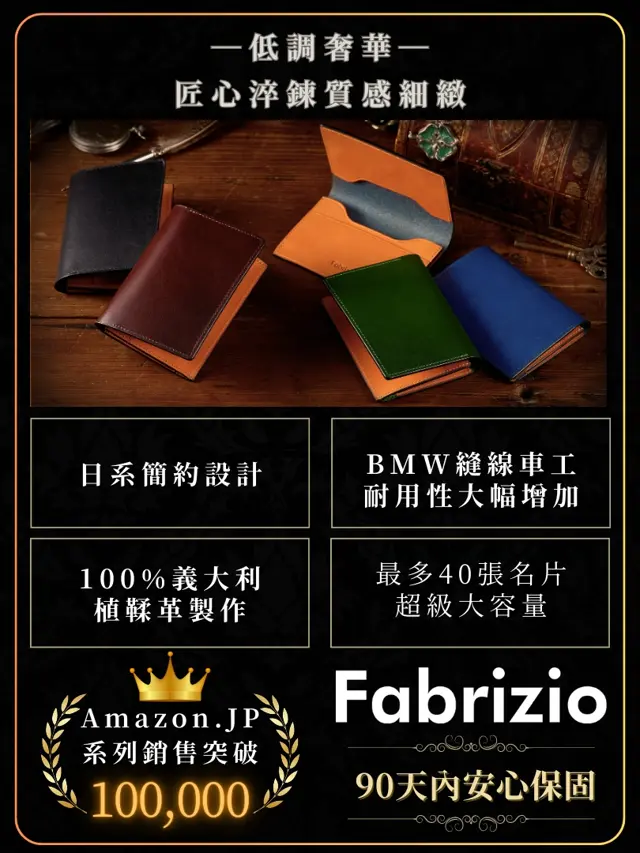 —低調奢華—
匠心淬鍊質感細緻
日系簡約設計
BMW縫線車工
耐用性大幅增加
100%義大利
植鞣革製作
最多40張名片
超級大容量
Amazon.JP
系列銷售突破
100,000
Fabrizio
90天內安心保固